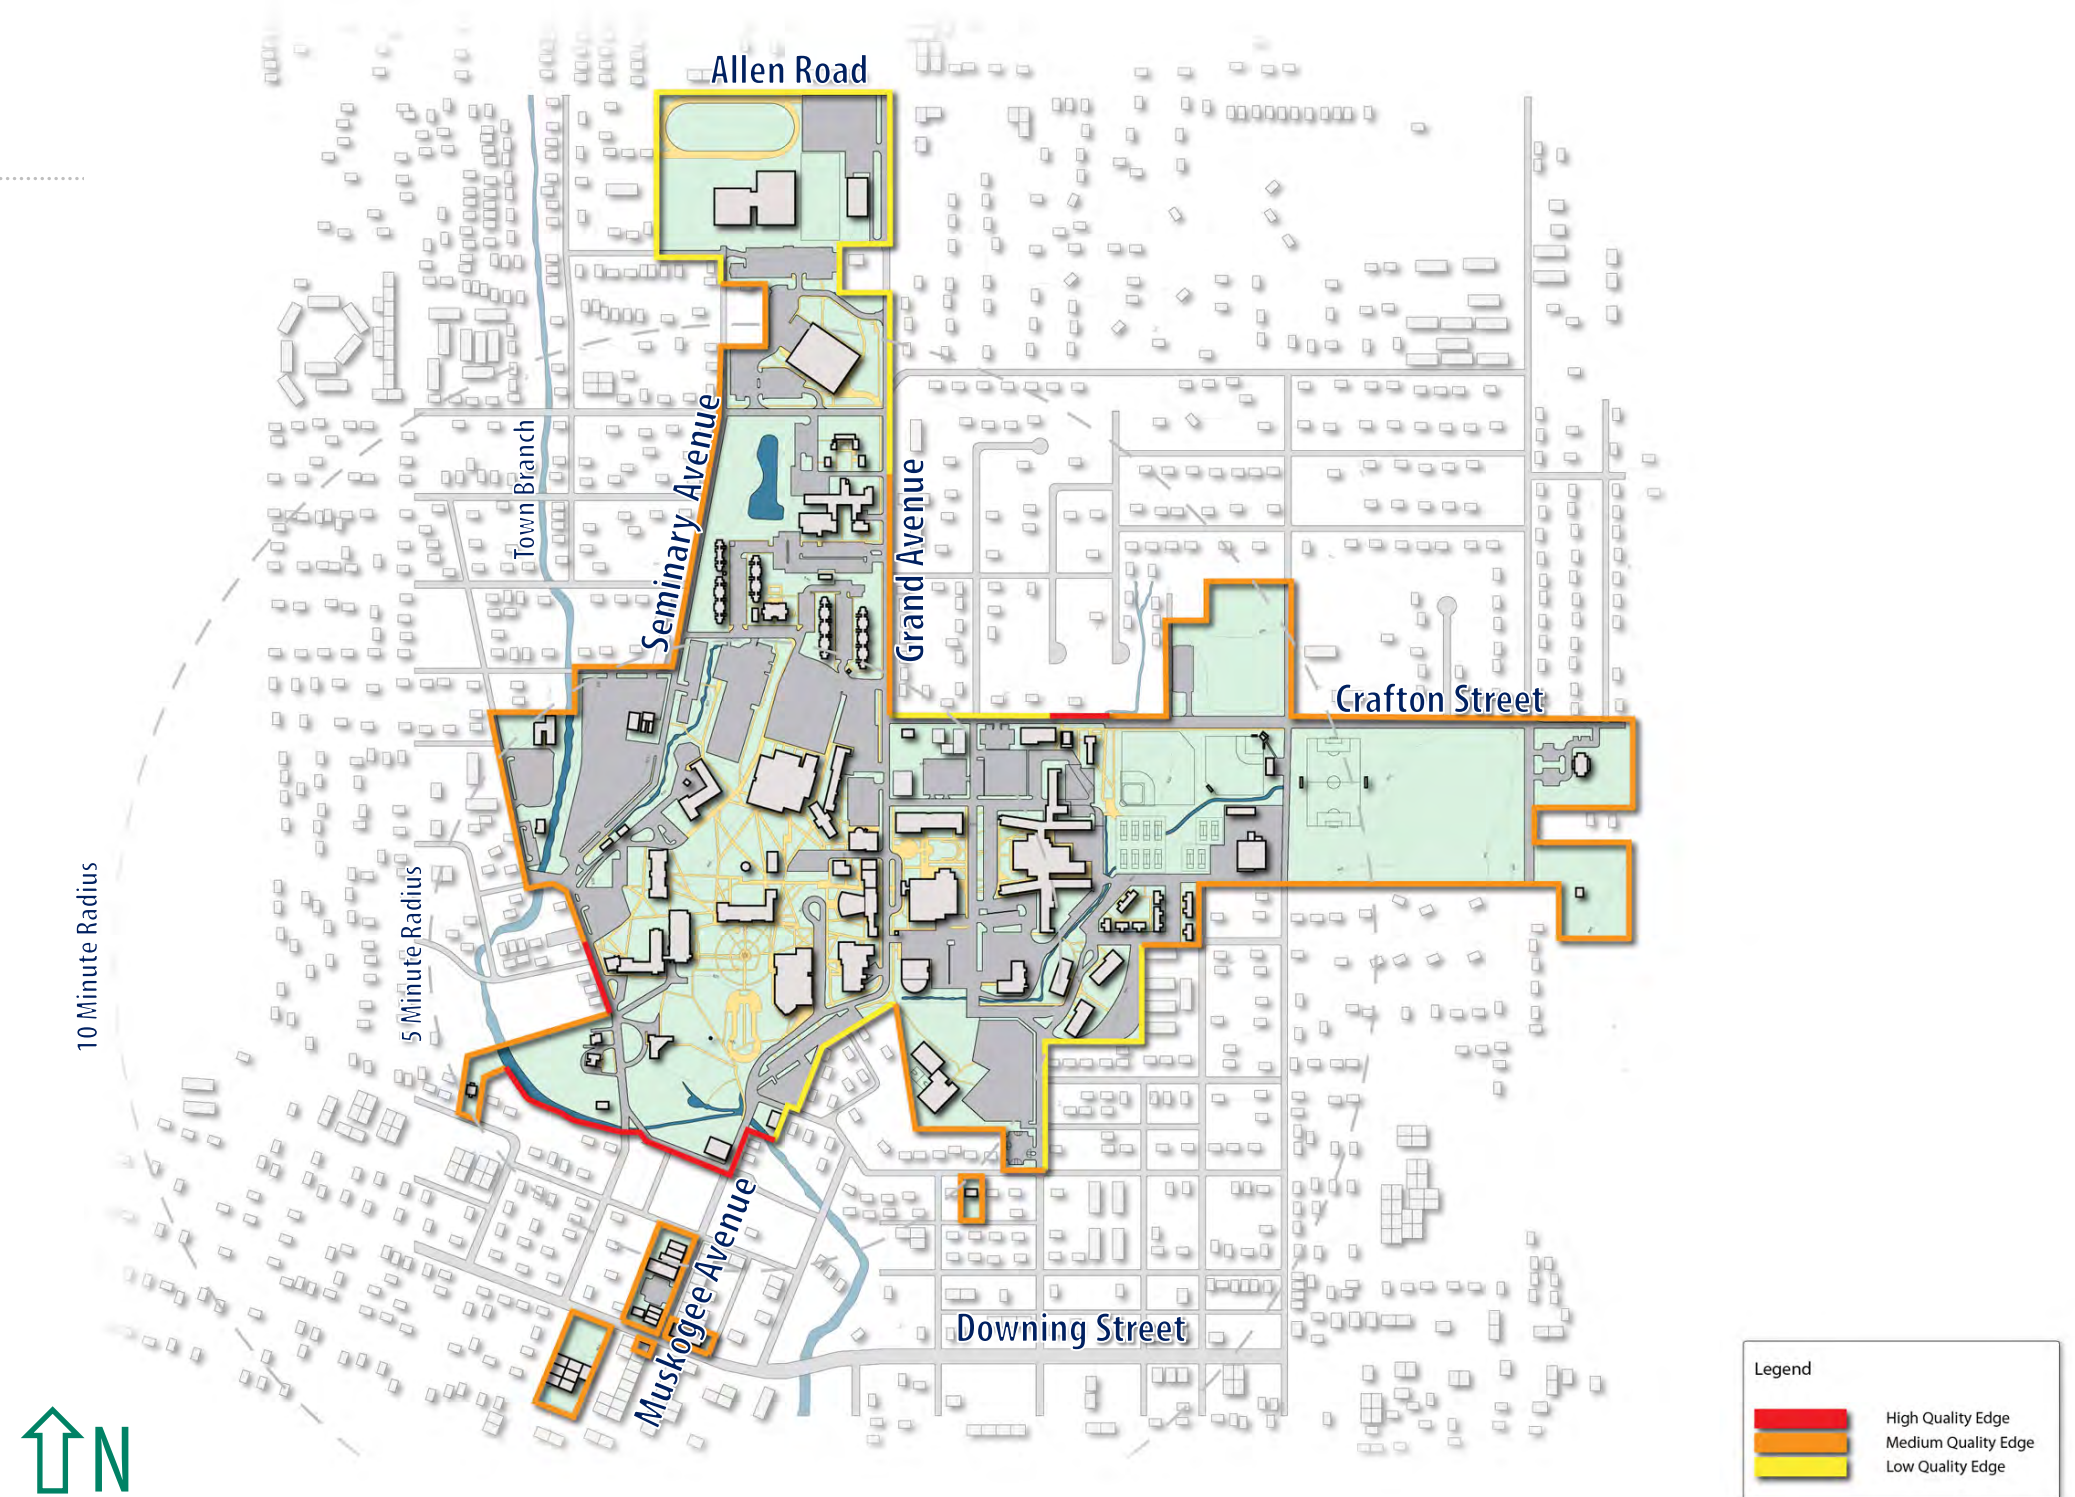 Allen Road
Town Branch
Seminary Avenue
Grand Avenue
Crafton Street
10 Minute Radius
5 Minute Radius
Muskogee Avenue
Downing Street
Legend
High Quality Edge
Medium Quality Edge
Low Quality Edge
N